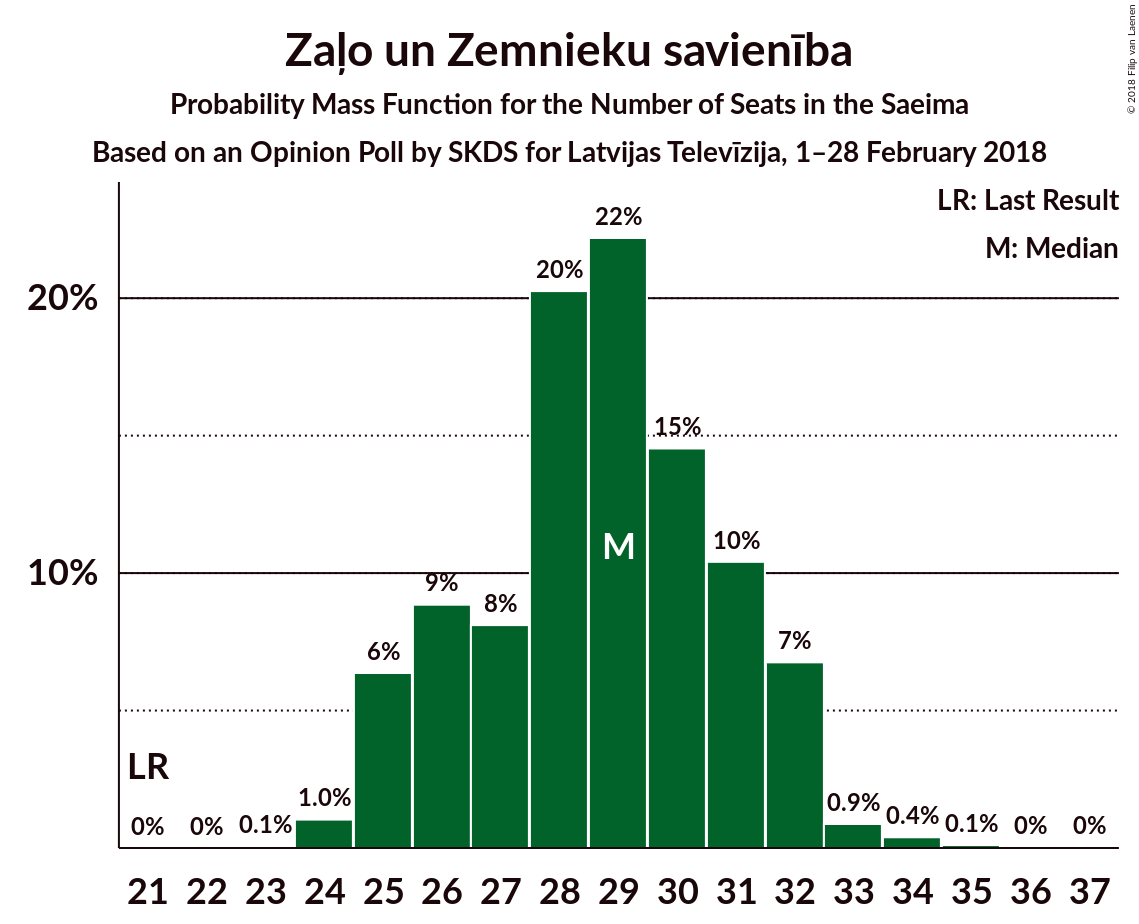 Zaļo un Zemnieku savienība
Probability Mass Function for the Number of Seats in the Saeima
Based on an Opinion Poll by SKDS for Latvijas Televīzija, 1–28 February 2018
© 2018 Filip van Laenen
LR: Last Result
M: Median
22%
20%
20%
15%
M
10%
10%
9%
8%
7%
6%
LR
1.0%
0.9%
0.4%
0% 0% 0.1% 0.1% 0% 0%
21 22 23 24 25 26 27 28 29 30 31 32 33 34 35 36 37